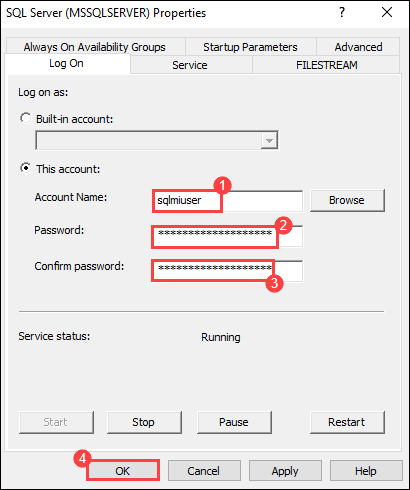 SQL Server (MSSQLSERVER) Properties ? ×
Always On Availability Groups Startup Parameters Advanced
Log On Service FILESTREAM
Log on as:
Built-in account:
This account:
1
Account Name: sqlmiuser Browse
2
Password: *******************
Confirm password: *******************
3
Service status: Running
Start Stop Pause Restart
4
OK Cancel Apply Help